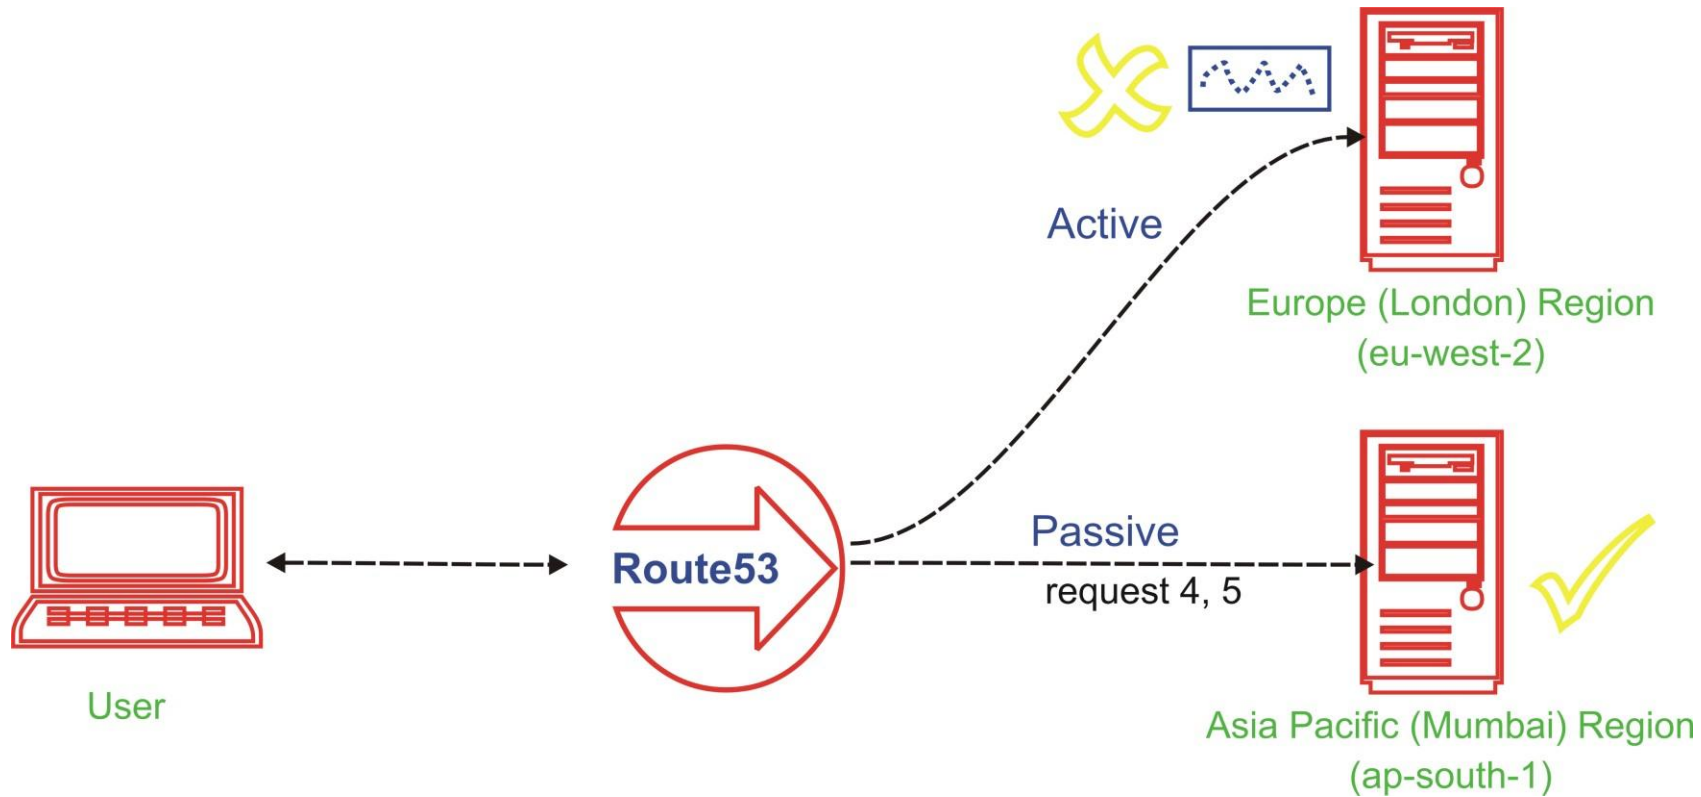 Active
Europe (London) Region
(eu-west-2)
Route53
Passive
request 4, 5
User
Asia Pacific (Mumbai) Region
(ap-south-1)